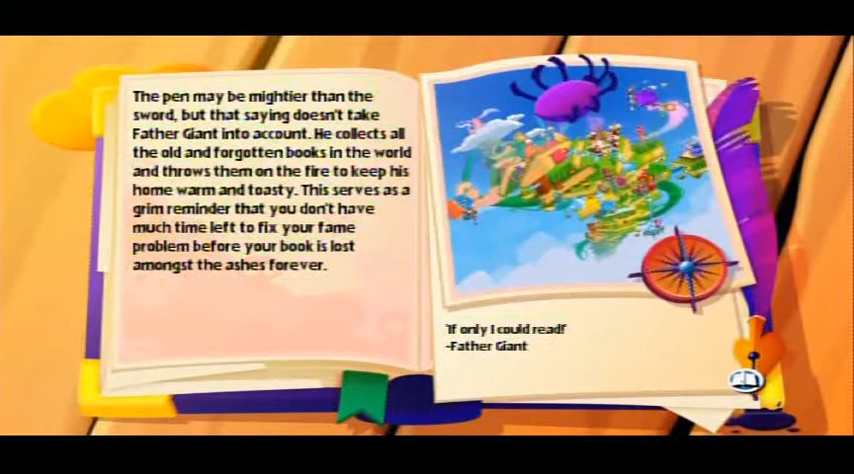 The pen may be mightier than the
sword, but that saying doesn't take
Father Giant into account. He collects all
the old and forgotten books in the world
and throws them on the fire to keep his
home warm and toasty. This serves as a
grim reminder that you don't have
much time left to fix your fame
problem before your book is lost
amongst the ashes forever.
'If only I could read!'
-Father Giant